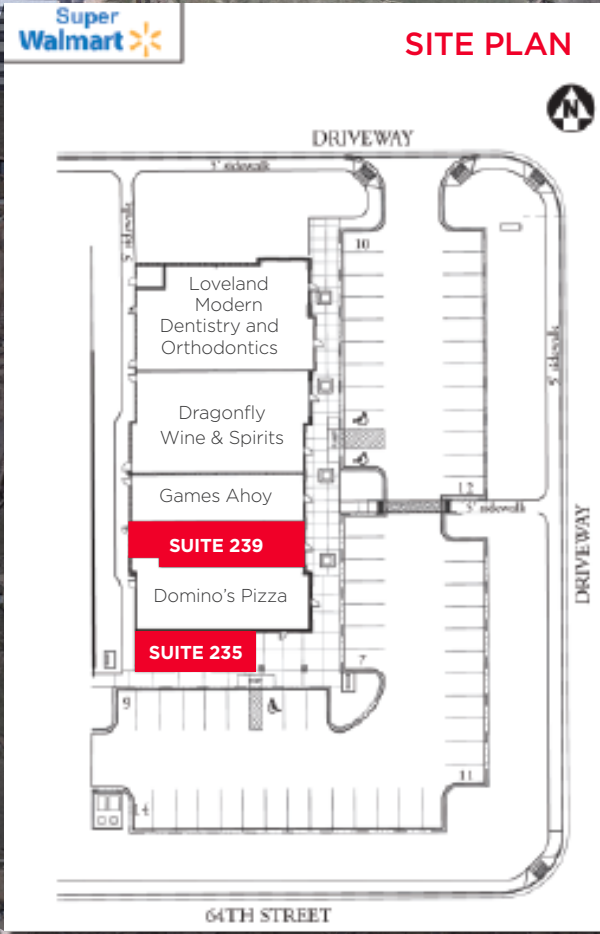 Super
Walmart
SITE PLAN
N
DRIVEWAY
5' sidewalk
5' sidewalk
10
Loveland
Modern
Dentistry and
Orthodontics
5' sidewalk
Dragonfly
Wine & Spirits
Games Ahoy
12
5' sidewalk
SUITE 239
DRIVEWAY
Domino's Pizza
SUITE 235
7
9
11
14
64TH STREET